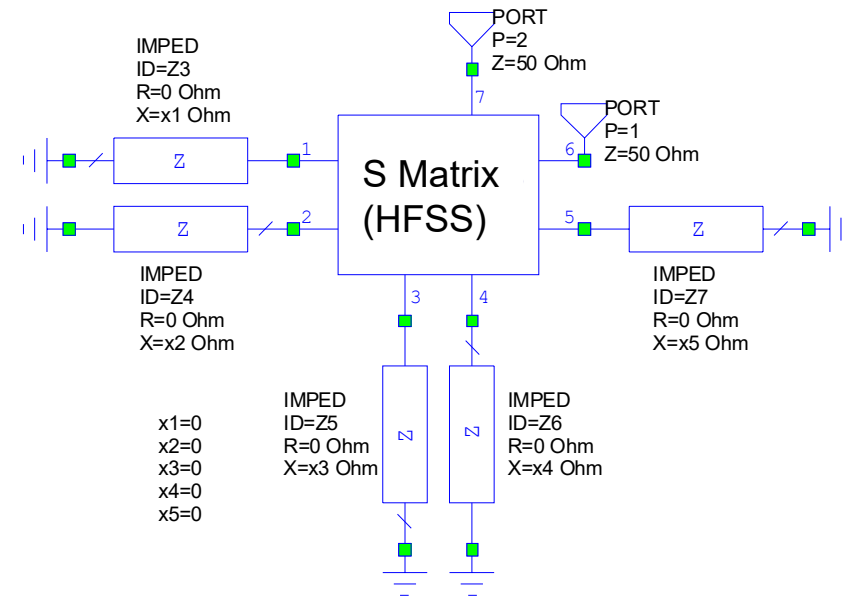 PORT
P=2
Z=50 Ohm
7
IMPED
ID=Z3
R=0 Ohm
X=x1 Ohm
Z
1
PORT
P=1
Z=50 Ohm
6
S Matrix
(HFSS)
Z
2
IMPED
ID=Z4
R=0 Ohm
X=x2 Ohm
5
Z
IMPED
ID=Z7
R=0 Ohm
X=x5 Ohm
3
4
IMPED
ID=Z5
R=0 Ohm
X=x3 Ohm
Z
Z
IMPED
ID=Z6
R=0 Ohm
X=x4 Ohm
x1=0
x2=0
x3=0
x4=0
x5=0